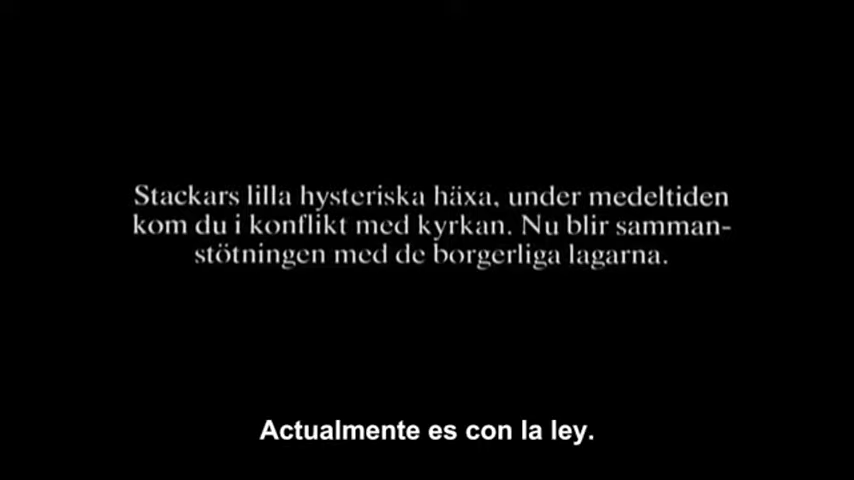 Stackars lilla hysteriska häxa, under medeltiden
kom du i konflikt med kyrkan. Nu blir samman-
stötningen med de borgerliga lagarna.
Actualmente es con la ley.